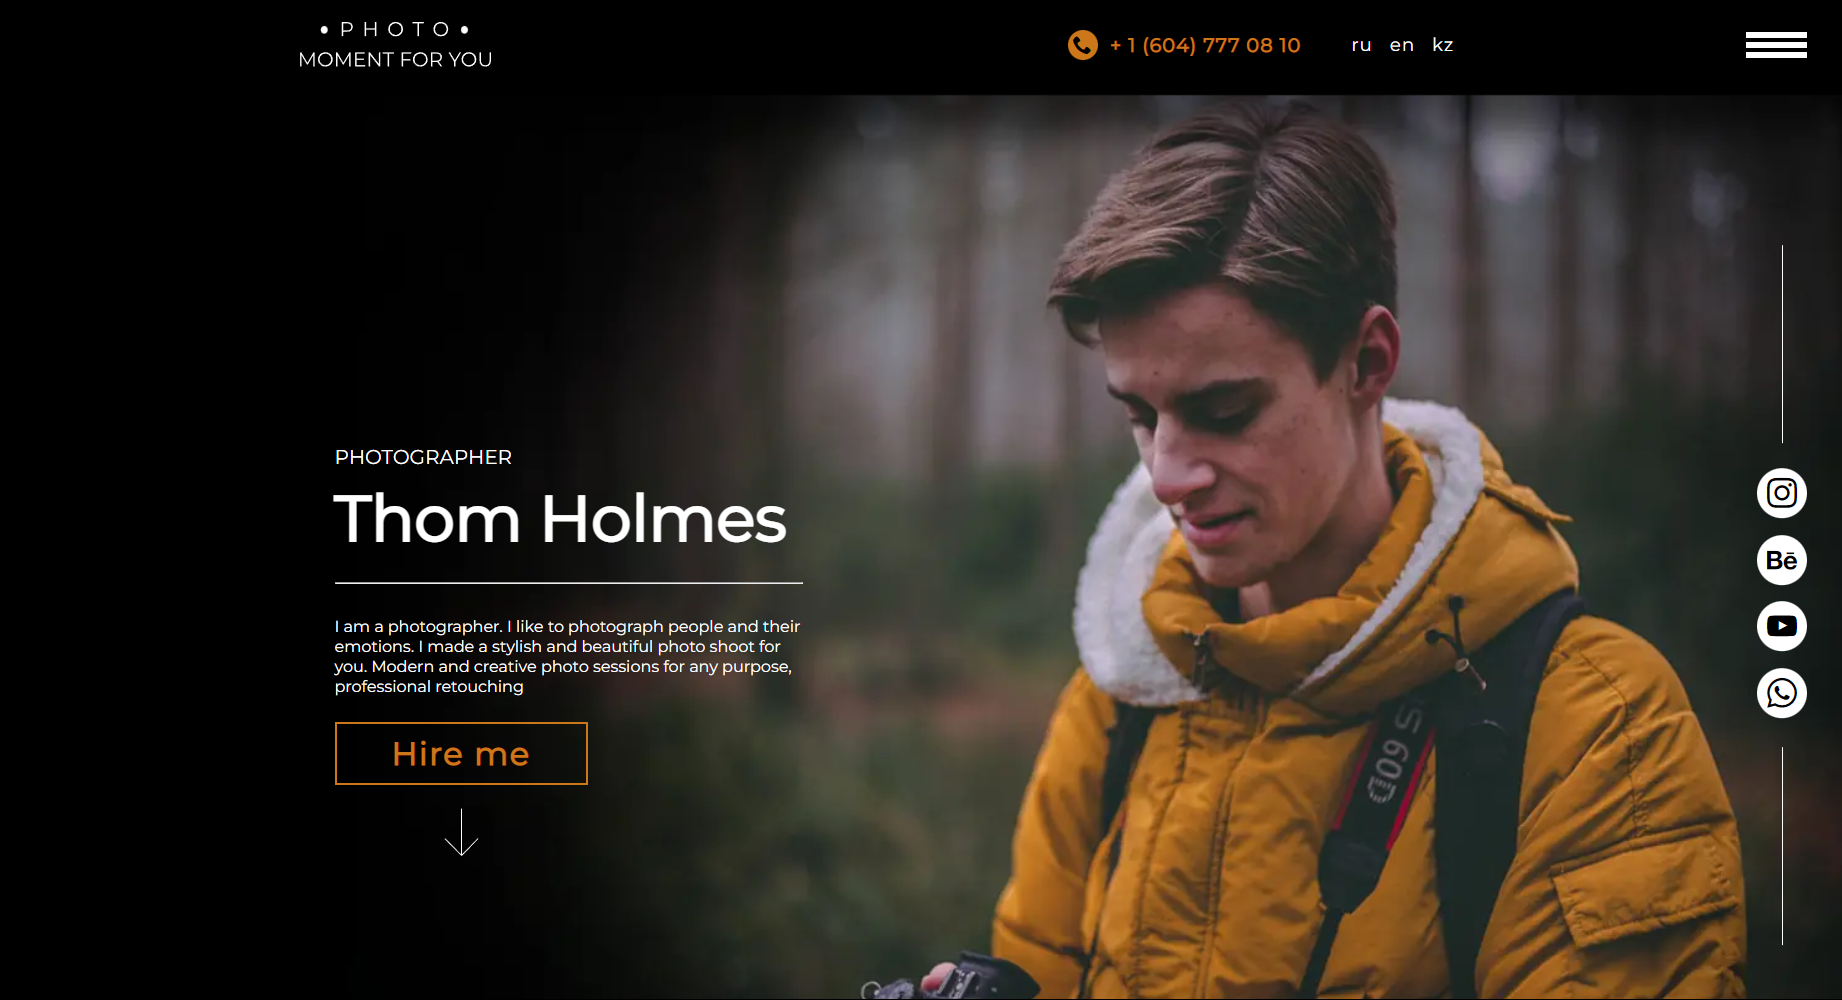 • PHOTO •
MOMENT FOR YOU
+ 1 (604) 777 08 10
ru en kz
PHOTOGRAPHER
Thom Holmes
I am a photographer. I like to photograph people and their
emotions. I made a stylish and beautiful photo shoot for
you. Modern and creative photo sessions for any purpose,
professional retouching
Hire me
Bē